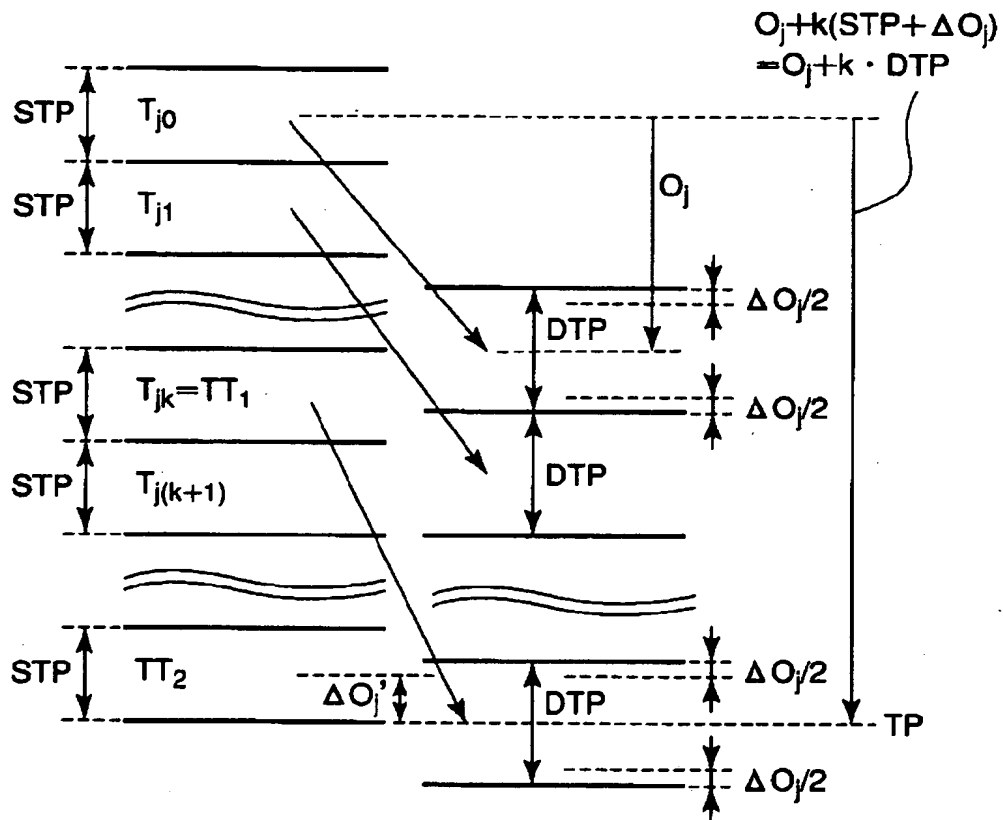 Oj+k(STP+ΔOj)
=Oj+k · DTP
STP
Tj0
STP
Tj1
Oj
ΔOj/2
DTP
STP
Tjk=TT1
ΔOj/2
STP
Tj(k+1)
DTP
STP
TT2
ΔOj'
DTP
ΔOj/2
TP
ΔOj/2